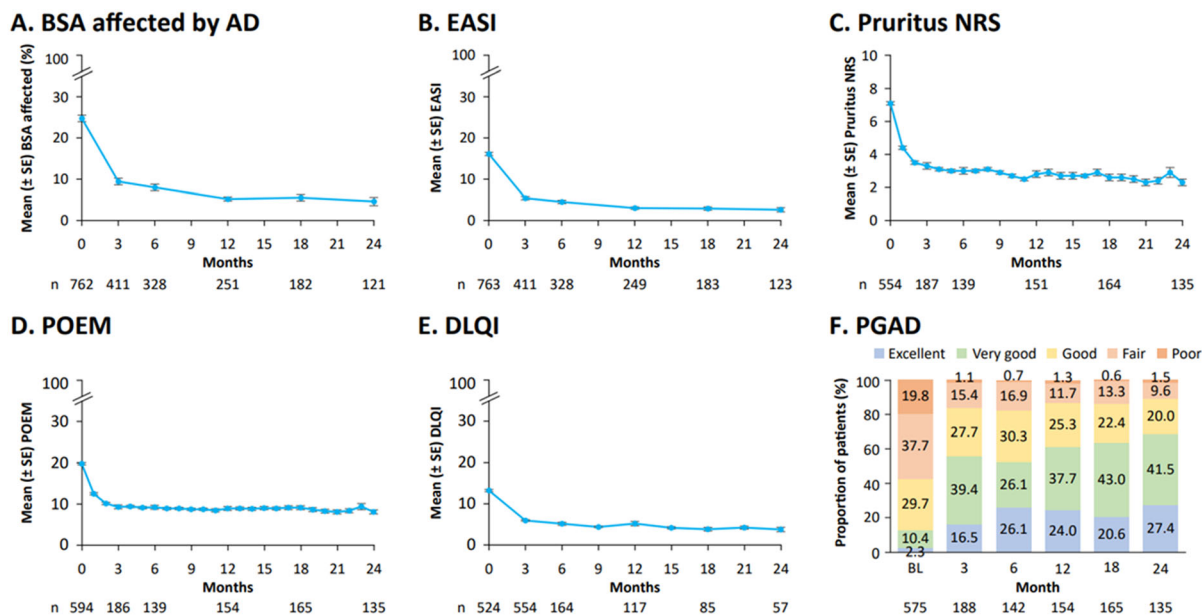 A. BSA affected by AD
Mean (± SE) BSA affected (%)
100
30
20
10
0
0 3 6 9 12 15 18 21 24
Months
n 762 411 328 251 182 121
B. EASI
Mean (± SE) EASI
100
30
20
10
0
0 3 6 9 12 15 18 21 24
Months
n 763 411 328 249 183 123
C. Pruritus NRS
Mean (± SE) Pruritus NRS
10
8
6
4
2
0
0 3 6 9 12 15 18 21 24
Months
n 554 187 139 151 164 135
D. POEM
Mean (± SE) POEM
100
30
20
10
0
0 3 6 9 12 15 18 21 24
Months
n 594 186 139 154 165 135
E. DLQI
Mean (± SE) DLQI
100
30
20
10
0
0 3 6 9 12 15 18 21 24
Months
n 524 554 164 117 85 57
F. PGAD
Excellent Very good Good Fair Poor
Proportion of patients (%)
100
80
60
40
20
0
19.8 1.1 0.7 1.3 0.6 1.5
37.7 15.4 16.9 11.7 13.3 9.6
29.7 27.7 30.3 25.3 22.4 20.0
10.4 39.4 26.1 37.7 43.0 41.5
2.3 16.5 26.1 24.0 20.6 27.4
BL 3 6 12 18 24
Month
575 188 142 154 165 135